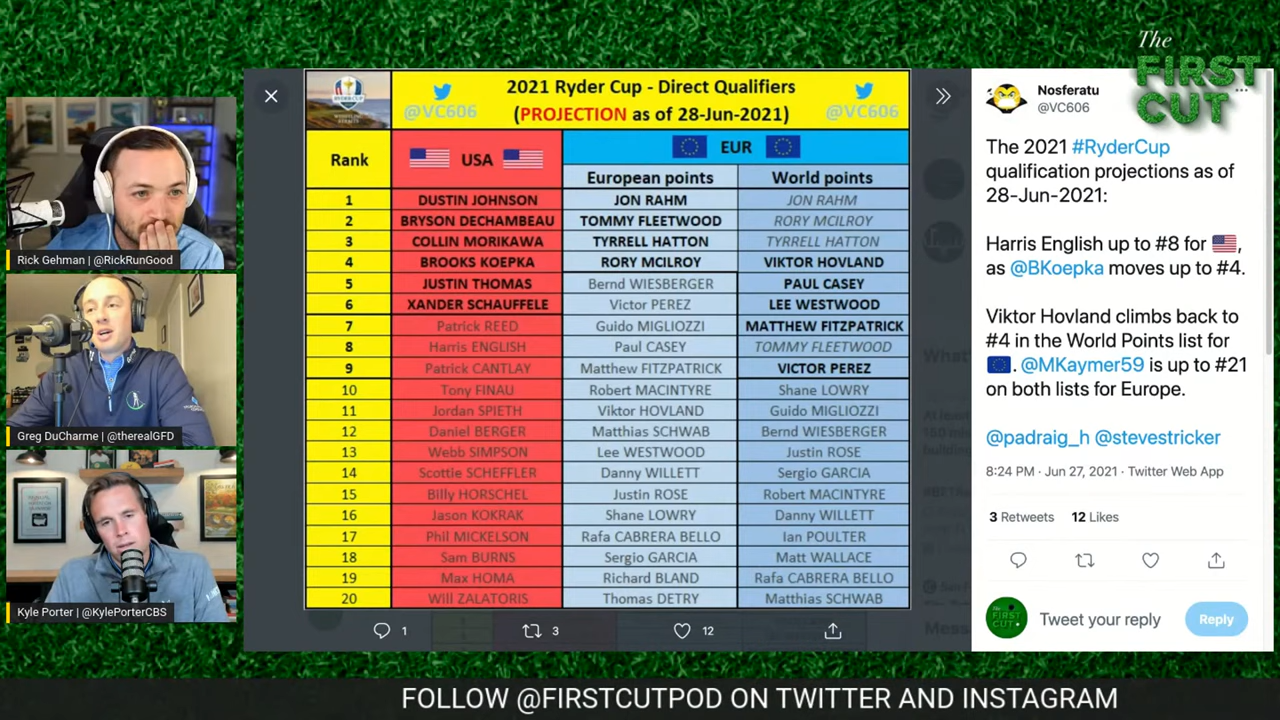 The
FIRST
CUT
Rick Gehman | @RickRunGood
Greg DuCharme | @therealGFD
Kyle Porter | @KylePorterCBS
RYDER CUP
@VC606
2021 Ryder Cup - Direct Qualifiers
(PROJECTION as of 28-Jun-2021)
@VC606
Rank USA EUR
European points World points
1 DUSTIN JOHNSON JON RAHM JON RAHM
2 BRYSON DECHAMBEAU TOMMY FLEETWOOD RORY MCILROY
3 COLLIN MORIKAWA TYRRELL HATTON TYRRELL HATTON
4 BROOKS KOEPKA RORY MCILROY VIKTOR HOVLAND
5 JUSTIN THOMAS Bernd WIESBERGER PAUL CASEY
6 XANDER SCHAUFFELE Victor PEREZ LEE WESTWOOD
7 Patrick REED Guido MIGLIOZZI MATTHEW FITZPATRICK
8 Harris ENGLISH Paul CASEY TOMMY FLEETWOOD
9 Patrick CANTLAY Matthew FITZPATRICK VICTOR PEREZ
10 Tony FINAU Robert MACINTYRE Shane LOWRY
11 Jordan SPIETH Viktor HOVLAND Guido MIGLIOZZI
12 Daniel BERGER Matthias SCHWAB Bernd WIESBERGER
13 Webb SIMPSON Lee WESTWOOD Justin ROSE
14 Scottie SCHEFFLER Danny WILLETT Sergio GARCIA
15 Billy HORSCHEL Justin ROSE Robert MACINTYRE
16 Jason KOKRAK Shane LOWRY Danny WILLETT
17 Phil MICKELSON Rafa CABRERA BELLO Ian POULTER
18 Sam BURNS Sergio GARCIA Matt WALLACE
19 Max HOMA Richard BLAND Rafa CABRERA BELLO
20 Will ZALATORIS Thomas DETRY Matthias SCHWAB
1 3 12
Nosferatu
@VC606
The 2021 #RyderCup
qualification projections as of
28-Jun-2021:
Harris English up to #8 for 🇺🇸,
as @BKoepka moves up to #4.
Viktor Hovland climbs back to
#4 in the World Points list for
🇪🇺. @MKaymer59 is up to #21
on both lists for Europe.
@padraig_h @stevestricker
8:24 PM · Jun 27, 2021 · Twitter Web App
3 Retweets 12 Likes
THE
FIRST
CUT
Tweet your reply
Reply
FOLLOW @FIRSTCUTPOD ON TWITTER AND INSTAGRAM